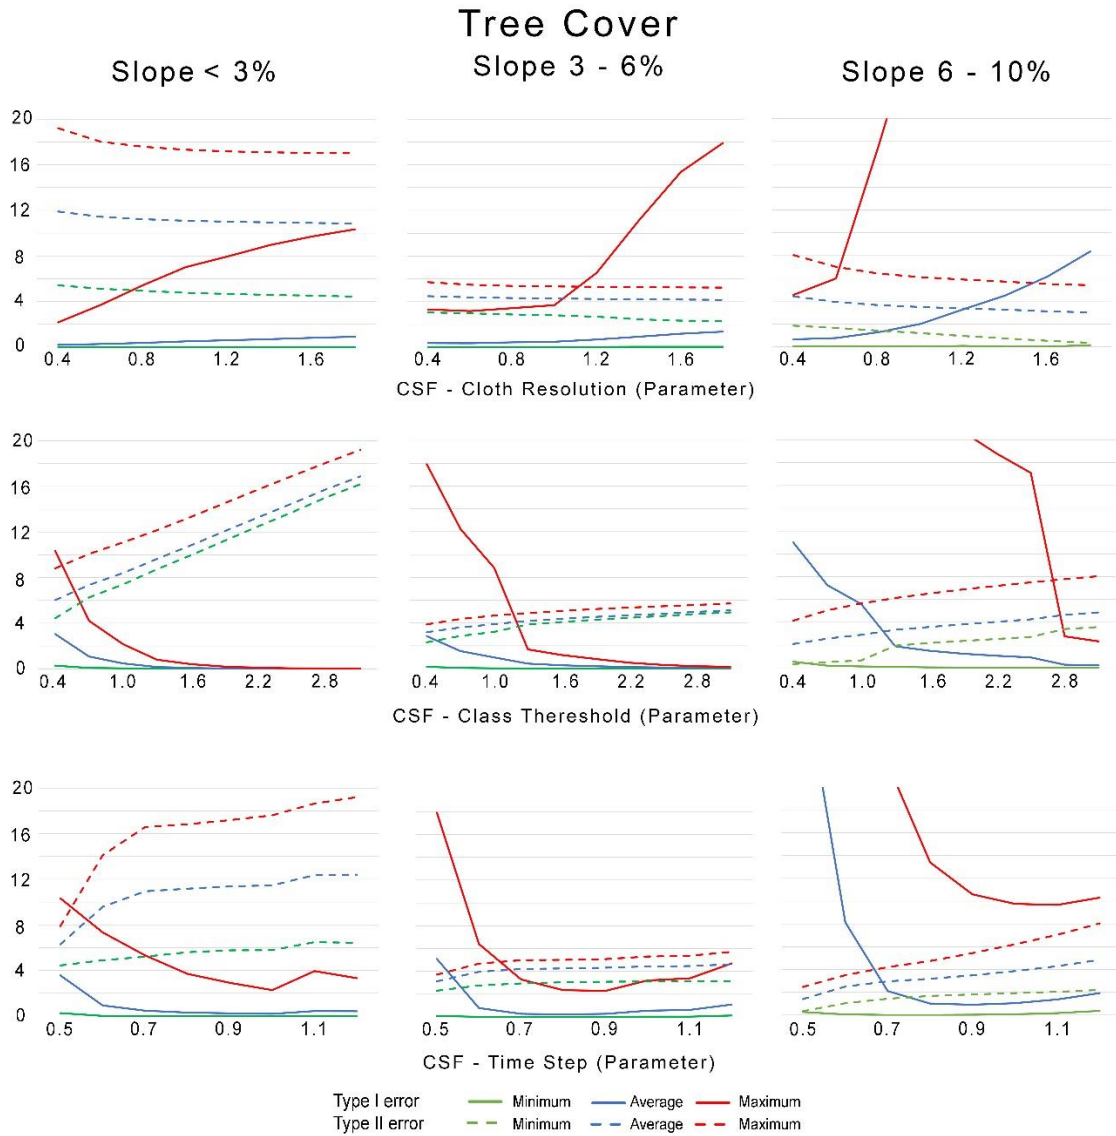 Tree Cover
Slope < 3%
Slope 3 - 6%
Slope 6 - 10%
20
16
12
8
4
0
0.4 0.8 1.2 1.6
0.4 0.8 1.2 1.6
0.4 0.8 1.2 1.6
CSF - Cloth Resolution (Parameter)
20
16
12
8
4
0
0.4 1.0 1.6 2.2 2.8
0.4 1.0 1.6 2.2 2.8
0.4 1.0 1.6 2.2 2.8
CSF - Class Thereshold (Parameter)
20
16
12
8
4
0
0.5 0.7 0.9 1.1
0.5 0.7 0.9 1.1
0.5 0.7 0.9 1.1
CSF - Time Step (Parameter)
Type I error Minimum Average Maximum
Type II error Minimum Average Maximum